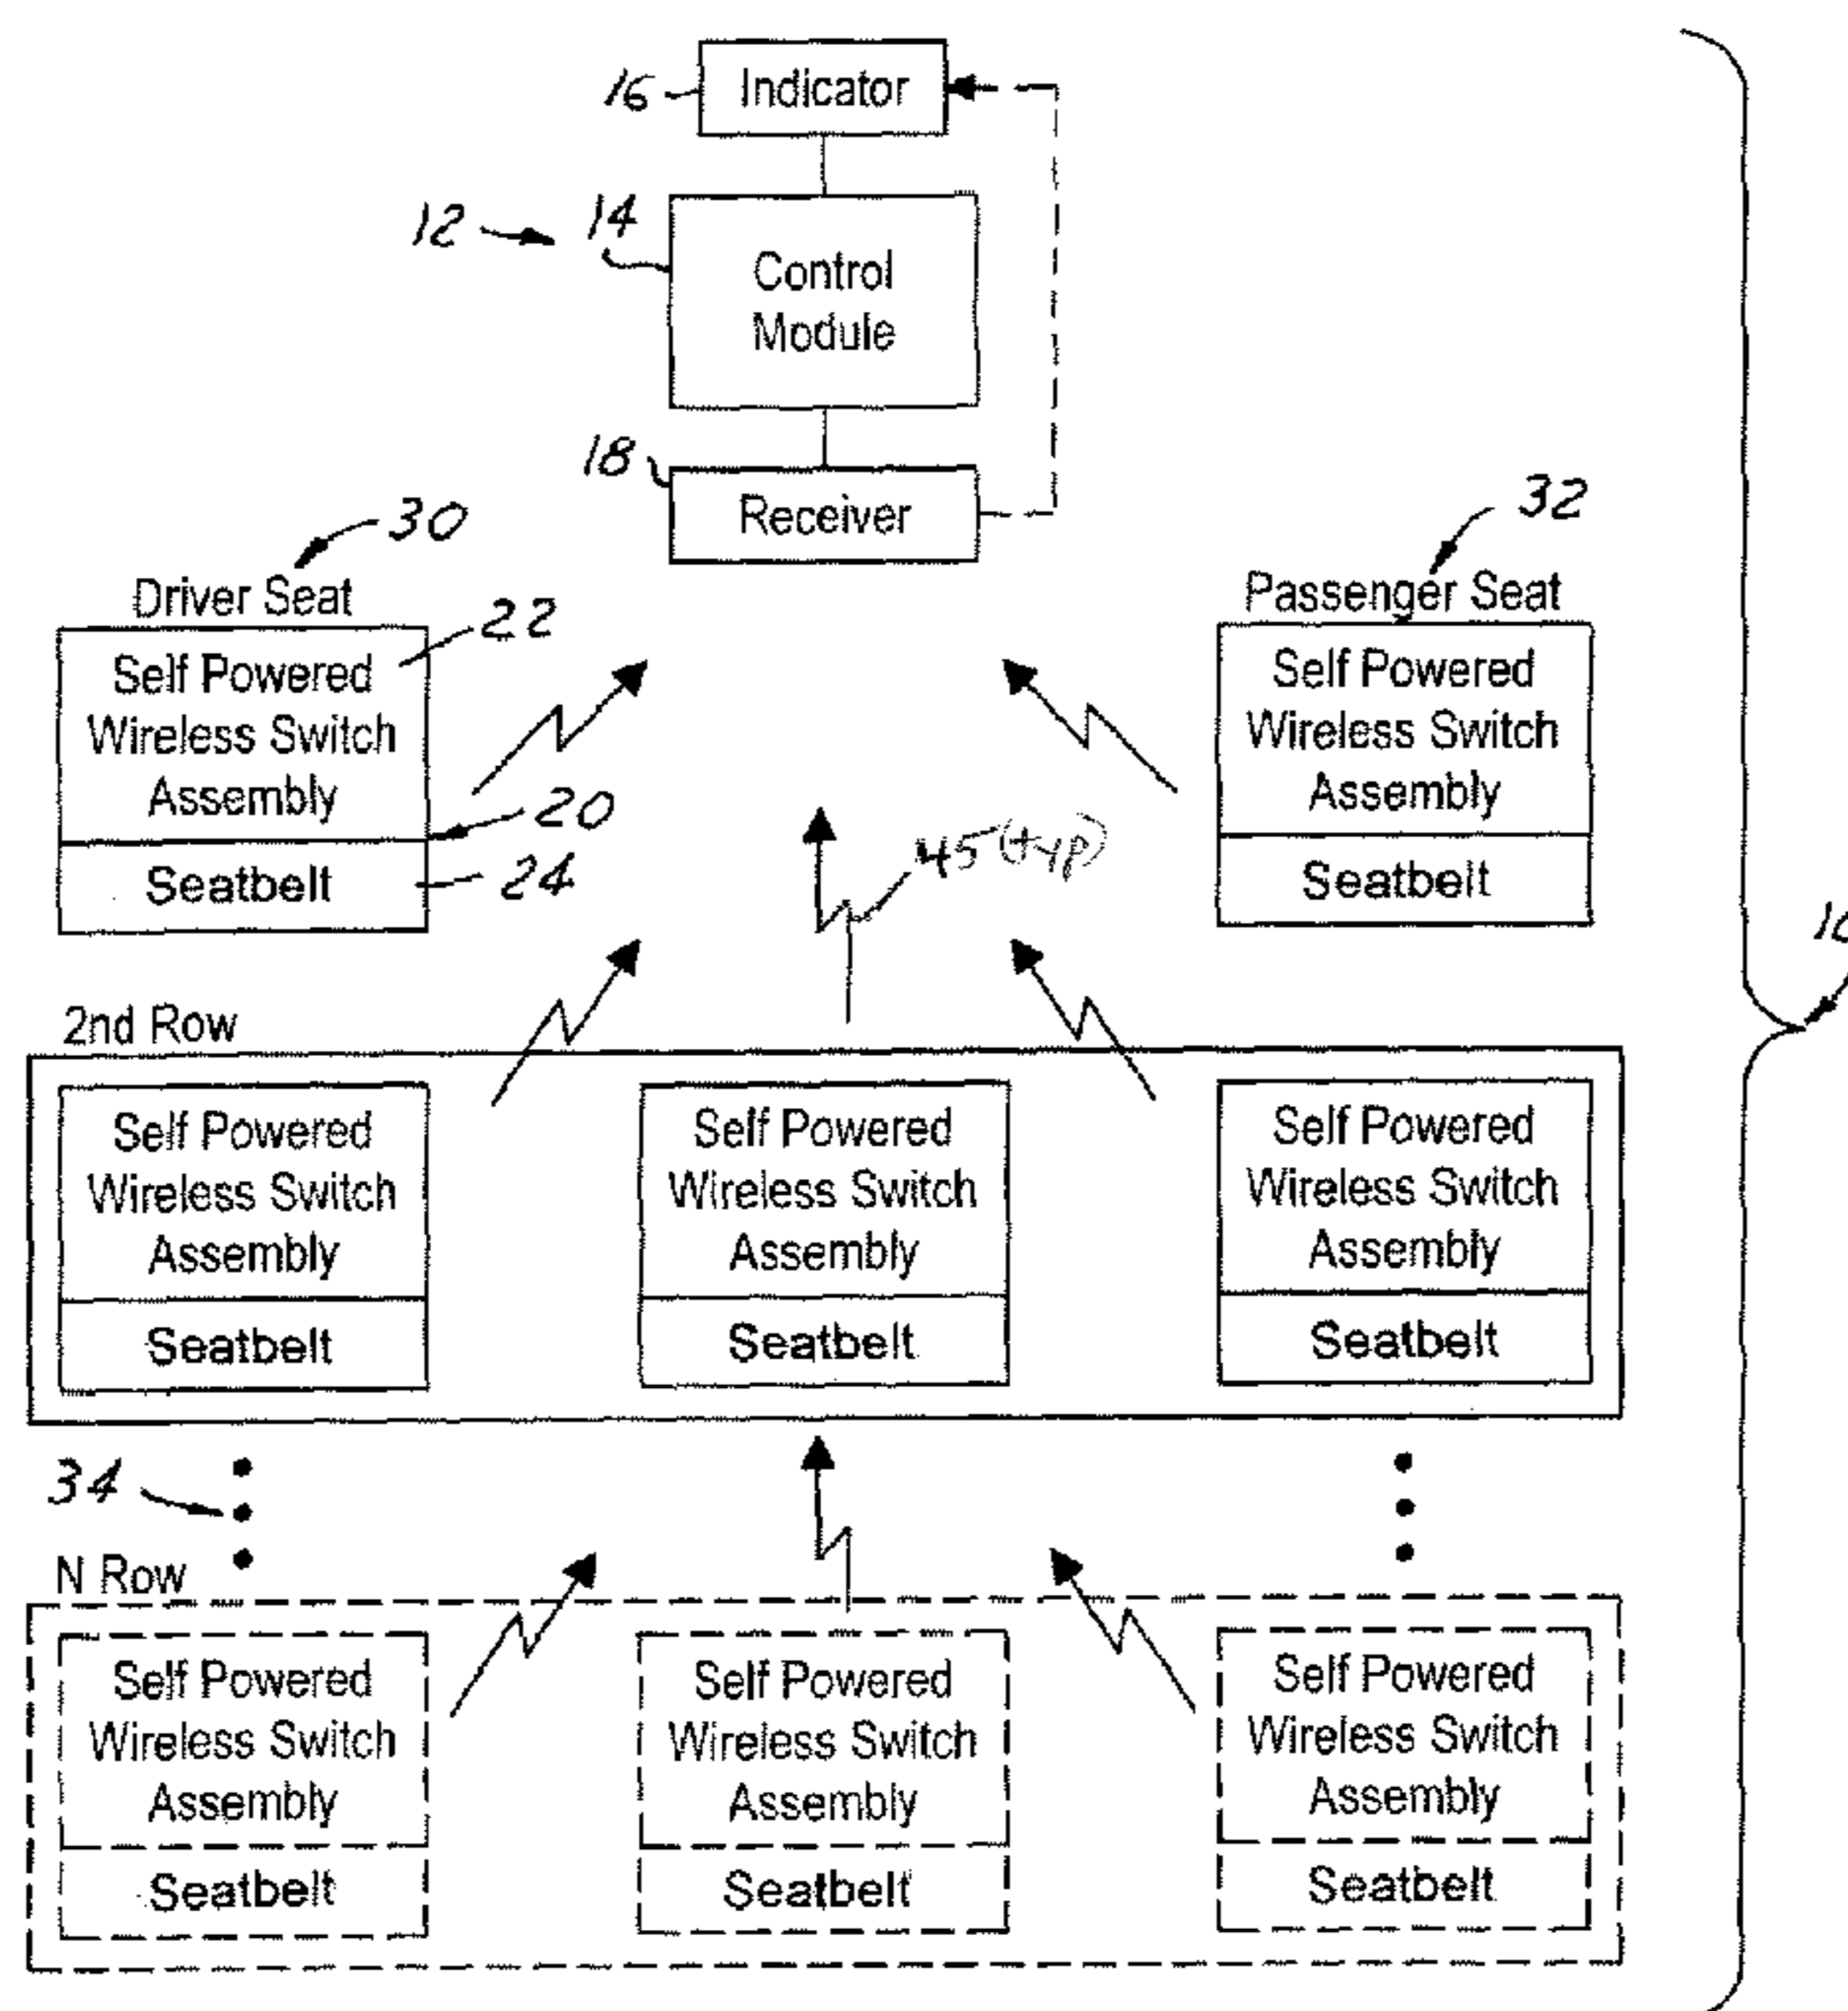 16 Indicator
12 14 Control
Module
18 Receiver
30 32
Driver Seat Passenger Seat
22
Self Powered Self Powered
Wireless Switch Wireless Switch
Assembly Assembly
20
45 (typ)
Seatbelt 24 Seatbelt
2nd Row
Self Powered Self Powered Self Powered
Wireless Switch Wireless Switch Wireless Switch
Assembly Assembly Assembly
Seatbelt Seatbelt Seatbelt
34
N Row
Self Powered Self Powered Self Powered
Wireless Switch Wireless Switch Wireless Switch
Assembly Assembly Assembly
Seatbelt Seatbelt Seatbelt